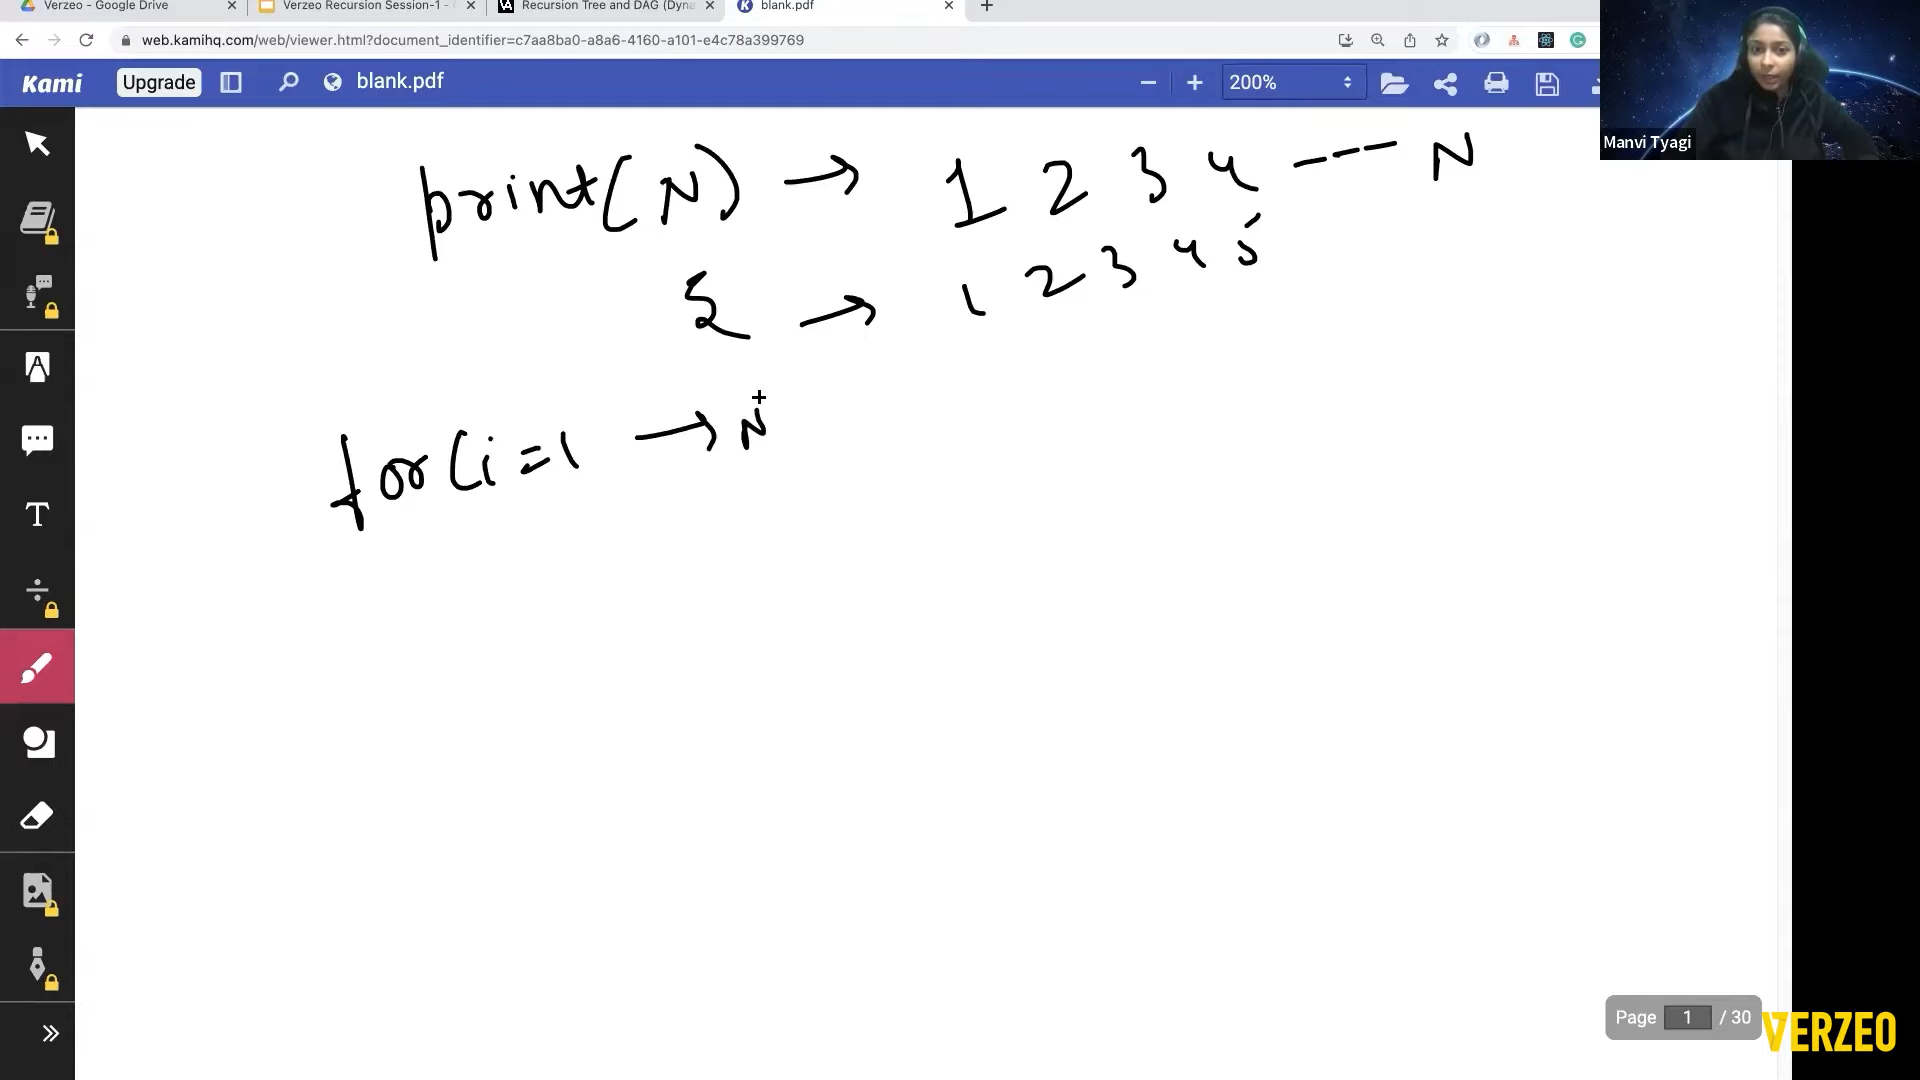 Verzeo - Google Drive Verzeo Recursion Session-1 - Recursion Tree and DAG (Dyna blank.pdf
web.kamihq.com/web/viewer.html?document_identifier=c7aa8ba0-a8a6-4160-a101-e4c78a399769
Kami Upgrade blank.pdf 200%
Manvi Tyagi
print(N) → 1 2 3 4 --- N
5 → 1 2 3 4 5
for(i=1 → N
T
Page 1 / 30
VERZEO